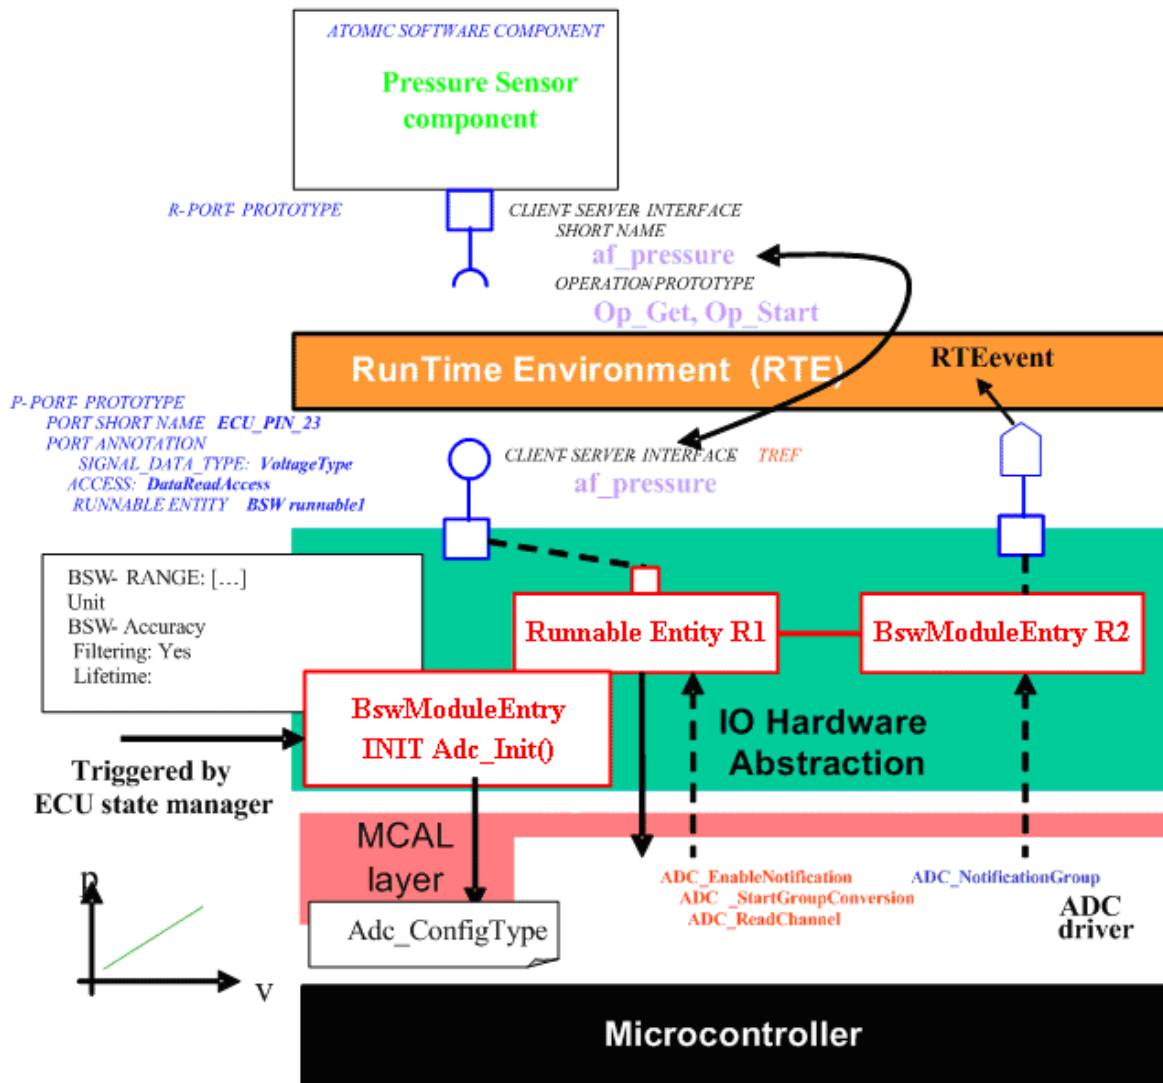 ATOMIC SOFTWARE COMPONENT
Pressure Sensor
component
R-PORT- PROTOTYPE
CLIENT-SERVER-INTERFACE
SHORT NAME
af_pressure
OPERATION-PROTOTYPE
Op_Get, Op_Start
RunTime Environment (RTE)
RTEevent
P-PORT- PROTOTYPE
PORT SHORT NAME ECU_PIN_23
PORT ANNOTATION
SIGNAL_DATA_TYPE: VoltageType
ACCESS: DataReadAccess
RUNNABLE ENTITY BSW runnable1
CLIENT-SERVER-INTERFACE TREF
af_pressure
BSW- RANGE: […]
Unit
BSW- Accuracy
Filtering: Yes
Lifetime:
Runnable Entity R1
BswModuleEntry R2
BswModuleEntry
INIT Adc_Init()
IO Hardware
Abstraction
Triggered by
ECU state manager
MCAL
layer
Adc_ConfigType
ADC_EnableNotification
ADC _StartGroupConversion
ADC_ReadChannel
ADC_NotificationGroup
ADC
driver
p
v
Microcontroller